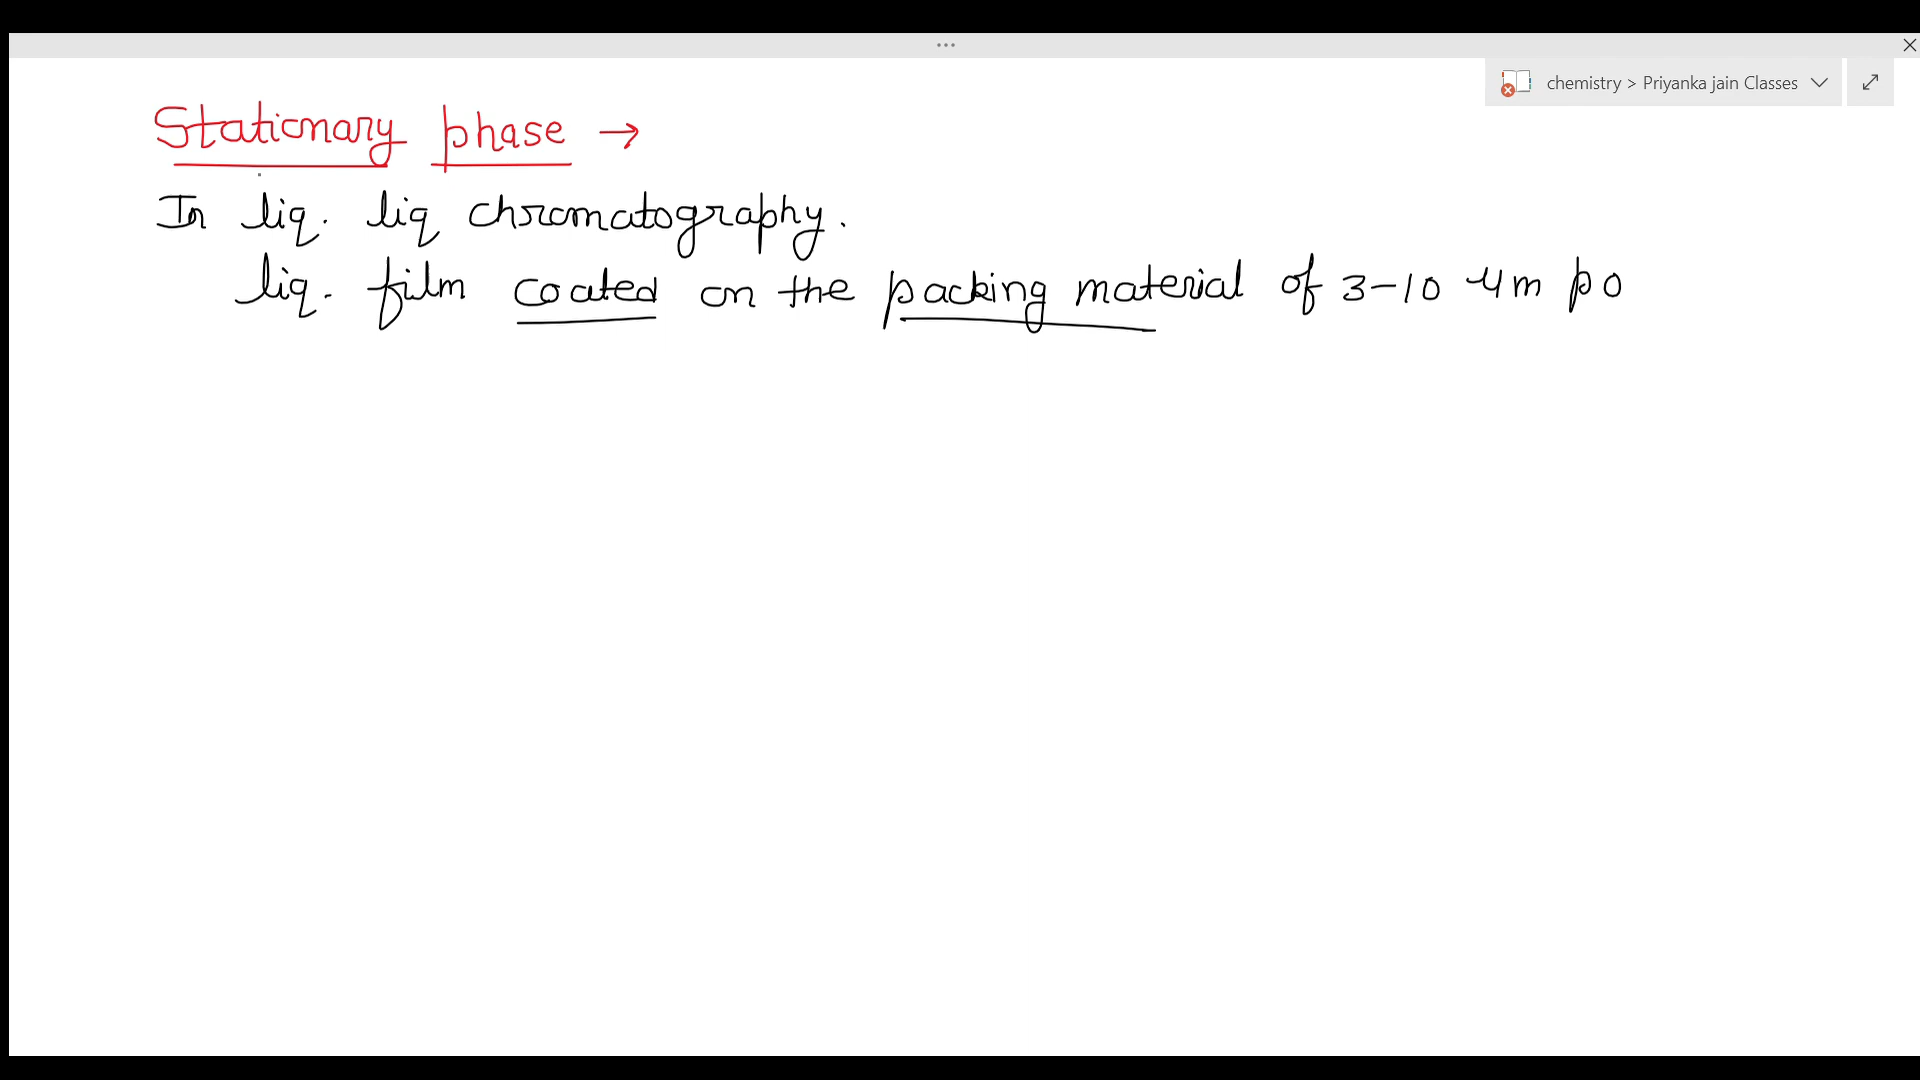 chemistry > Priyanka jain Classes
Stationary phase →
In liq. liq chromatography.
liq. film coated on the packing material of 3-10 μm po